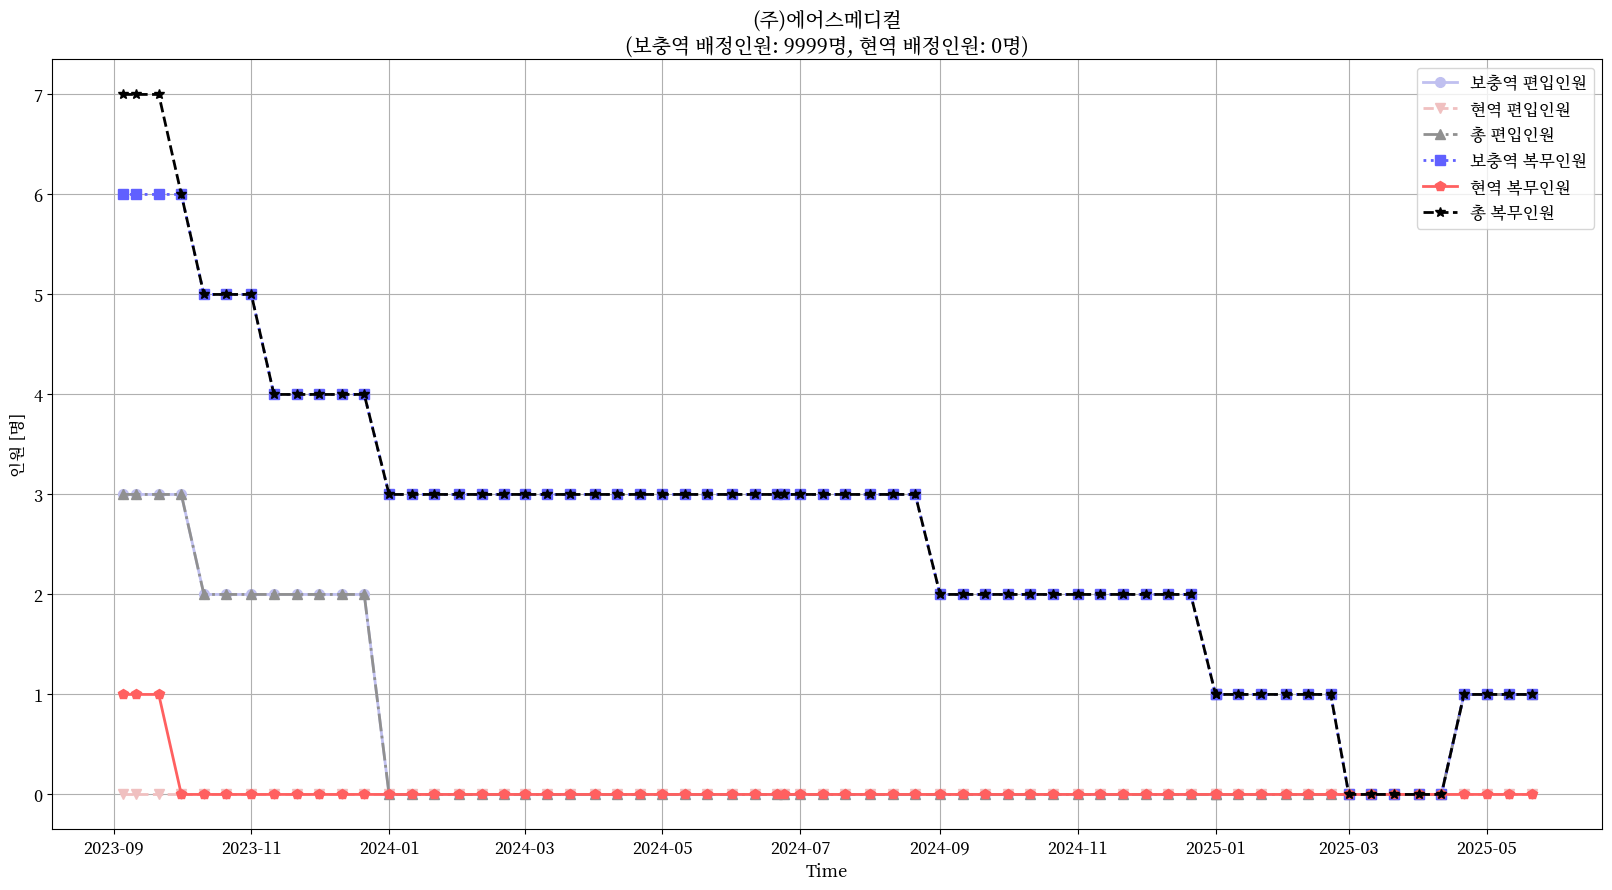 (주)에어스메디컬
(보충역 배정인원: 9999명, 현역 배정인원: 0명)
보충역 편입인원
현역 편입인원
총 편입인원
보충역 복무인원
현역 복무인원
총 복무인원
인원 [명]
7
6
5
4
3
2
1
0
2023-09 2023-11 2024-01 2024-03 2024-05 2024-07 2024-09 2024-11 2025-01 2025-03 2025-05
Time